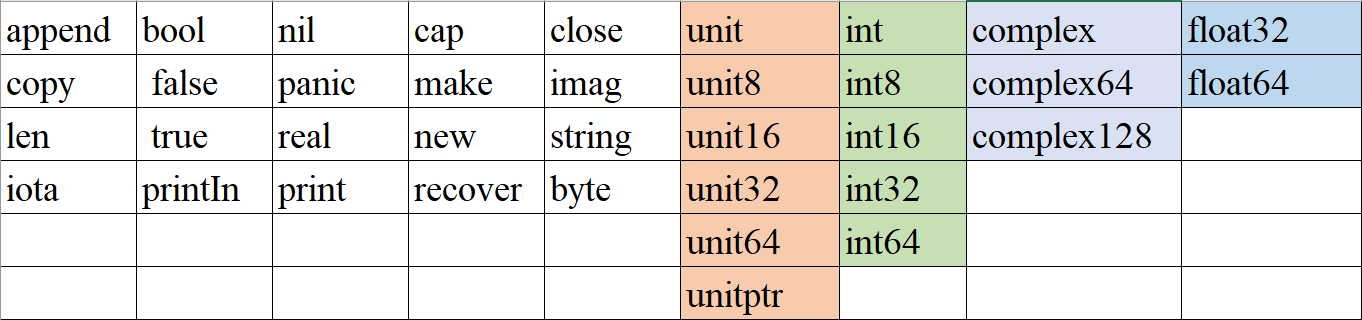 append bool nil cap close unit int complex float32
copy false panic make imag unit8 int8 complex64 float64
len true real new string unit16 int16 complex128
iota printIn print recover byte unit32 int32
unit64 int64
unitptr